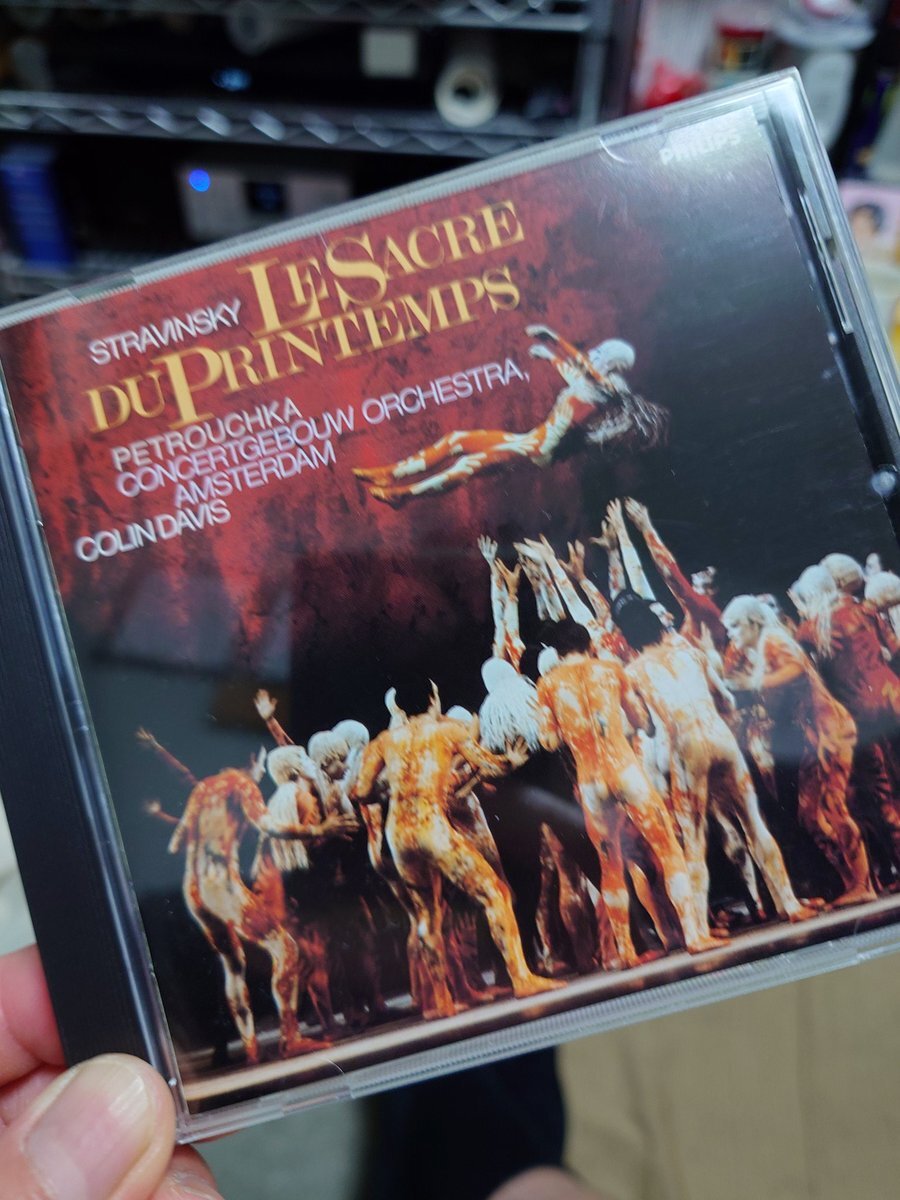 PHILIPS
STRAVINSKY LE SACRE
DU PRINTEMPS
PETROUCHKA
CONCERTGEBOUW ORCHESTRA,
AMSTERDAM
COLIN DAVIS